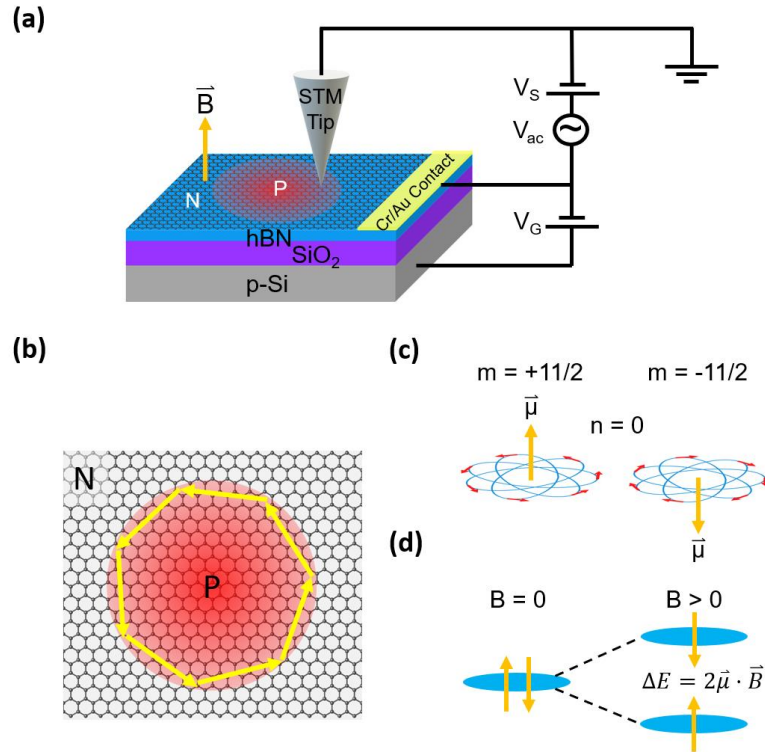 (a)
B⃗
STM
Tip
V_S
V_ac
~
N
P
Cr/Au Contact
V_G
hBN
SiO₂
p-Si
(b)
N
P
(c)
m = +11/2
m = -11/2
μ⃗
n = 0
μ⃗
(d)
B = 0
B > 0
ΔE = 2μ⃗ · B⃗